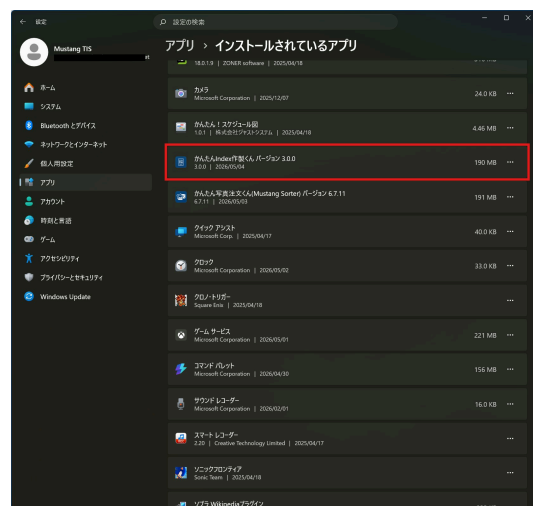 設定
設定の検索
Mustang TIS
et
ホーム
システム
Bluetooth とデバイス
ネットワークとインターネット
個人用設定
アプリ
アカウント
時刻と言語
ゲーム
アクセシビリティ
プライバシーとセキュリティ
Windows Update
アプリ › インストールされているアプリ
18.0.1.9 | ZONER software | 2025/04/18
カメラ
Microsoft Corporation | 2025/12/07
24.0 KB
かんたん！スケジュール図
1.0.1 | 株式会社ジャストシステム | 2025/04/18
4.46 MB
かんたんIndex作製くん バージョン 3.0.0
3.0.0 | 2026/05/04
190 MB
かんたん写真注文くん(Mustang Sorter) バージョン 6.7.11
6.7.11 | 2026/05/03
191 MB
クイック アシスト
Microsoft Corp. | 2025/04/17
40.0 KB
クロック
Microsoft Corporation | 2026/05/02
33.0 KB
クロノ・トリガー
Square Enix | 2025/04/18
ゲーム サービス
Microsoft Corporation | 2026/05/01
221 MB
コマンド パレット
Microsoft Corporation | 2026/04/30
156 MB
サウンド レコーダー
Microsoft Corporation | 2026/02/01
16.0 KB
スマート レコーダー
2.20 | Creative Technology Limited | 2025/04/17
ソニックフロンティア
Sonic Team | 2025/04/18
ソプラ Wikipediaプラグイン